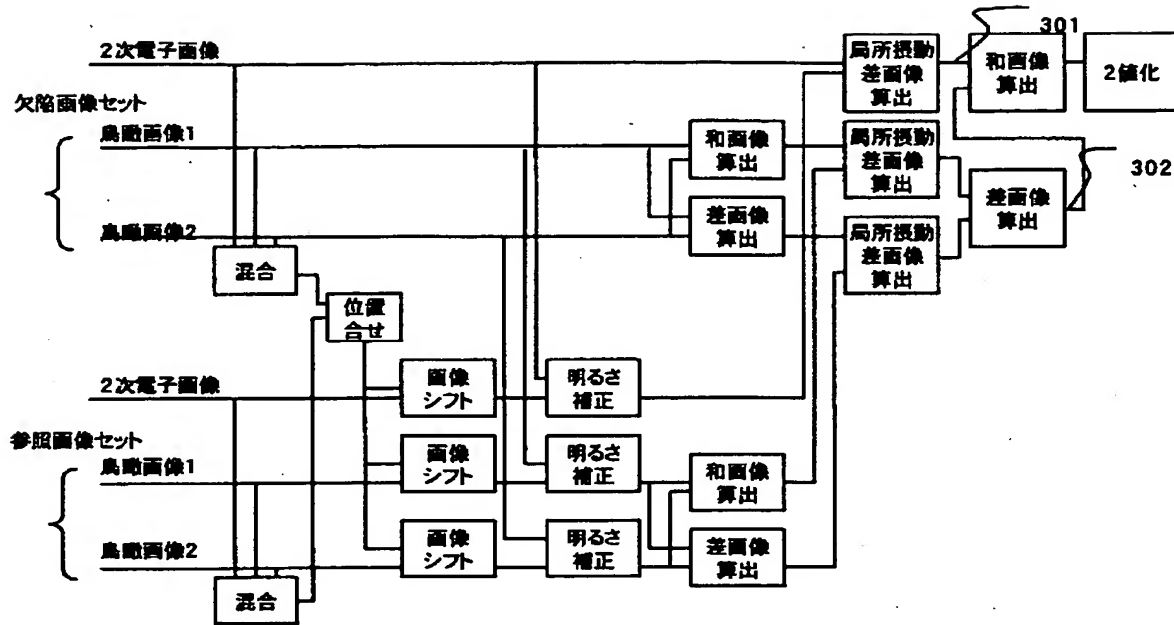 301
2次電子画像
局所摂動
差画像
算出
和画像
算出
2値化
欠陥画像セット
鳥瞰画像1
和画像
算出
局所摂動
差画像
算出
302
鳥瞰画像2
差画像
算出
局所摂動
差画像
算出
差画像
算出
混合
位置
合せ
2次電子画像
画像
シフト
明るさ
補正
参照画像セット
鳥瞰画像1
画像
シフト
明るさ
補正
和画像
算出
鳥瞰画像2
画像
シフト
明るさ
補正
差画像
算出
混合